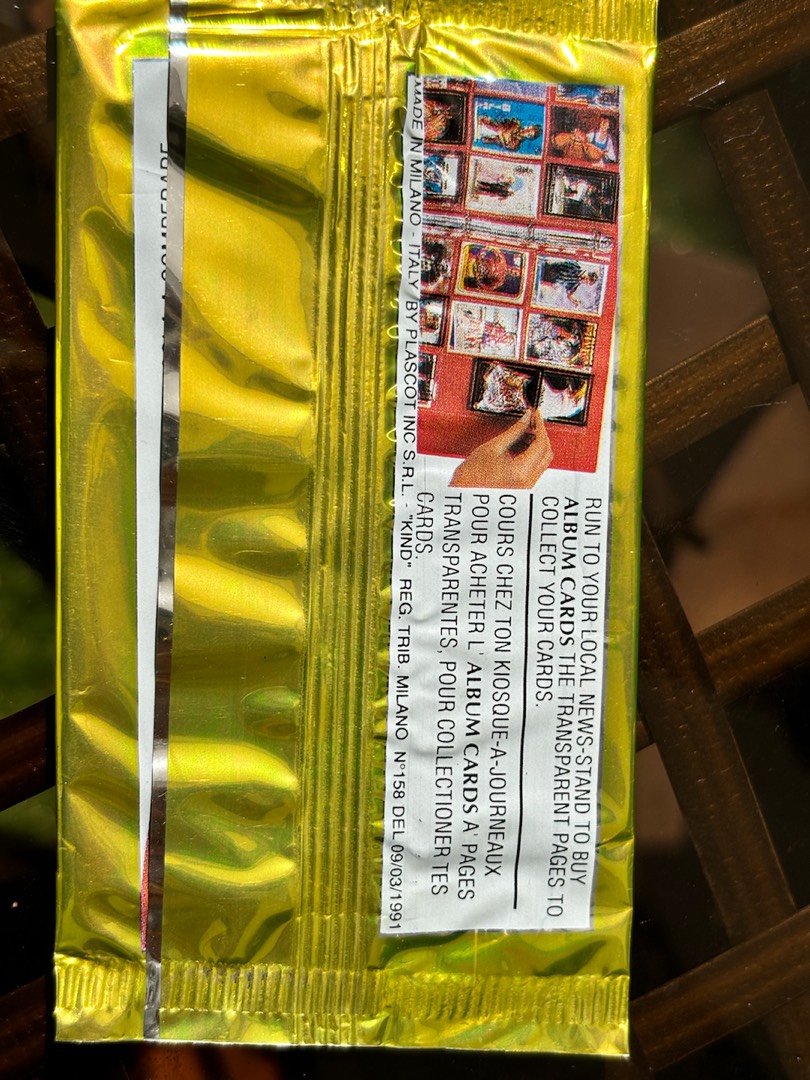 RUN TO YOUR LOCAL NEWS-STAND TO BUY
ALBUM CARDS THE TRANSPARENT PAGES TO
COLLECT YOUR CARDS.
COURS CHEZ TON KIOSQUE-A-JOURNEAUX
POUR ACHETER L' ALBUM CARDS A' PAGES
TRANSPARENTES, POUR COLLECTIONER TES
CARDS.
MADE IN MILANO - ITALY BY PLASCOT INC S.R.L. - "KIND" REG. TRIB. MILANO N°158 DEL 09/03/1991